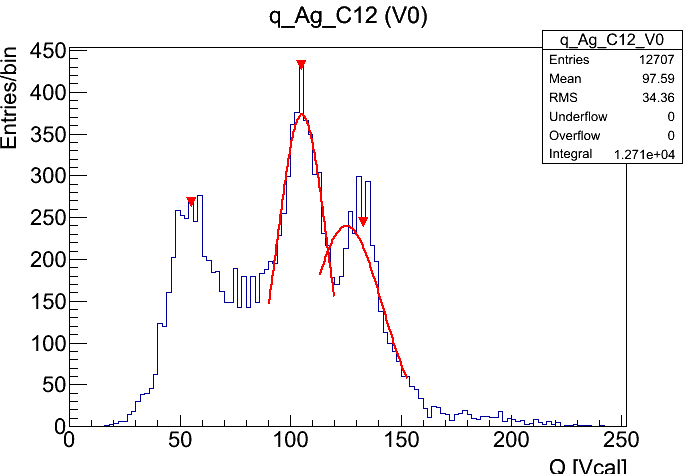 q_Ag_C12 (V0)
q_Ag_C12_V0
Entries 12707
Mean 97.59
RMS 34.36
Underflow 0
Overflow 0
Integral 1.271e+04
Entries/bin
450
400
350
300
250
200
150
100
50
0
0 50 100 150 200 250
Q [Vcal]